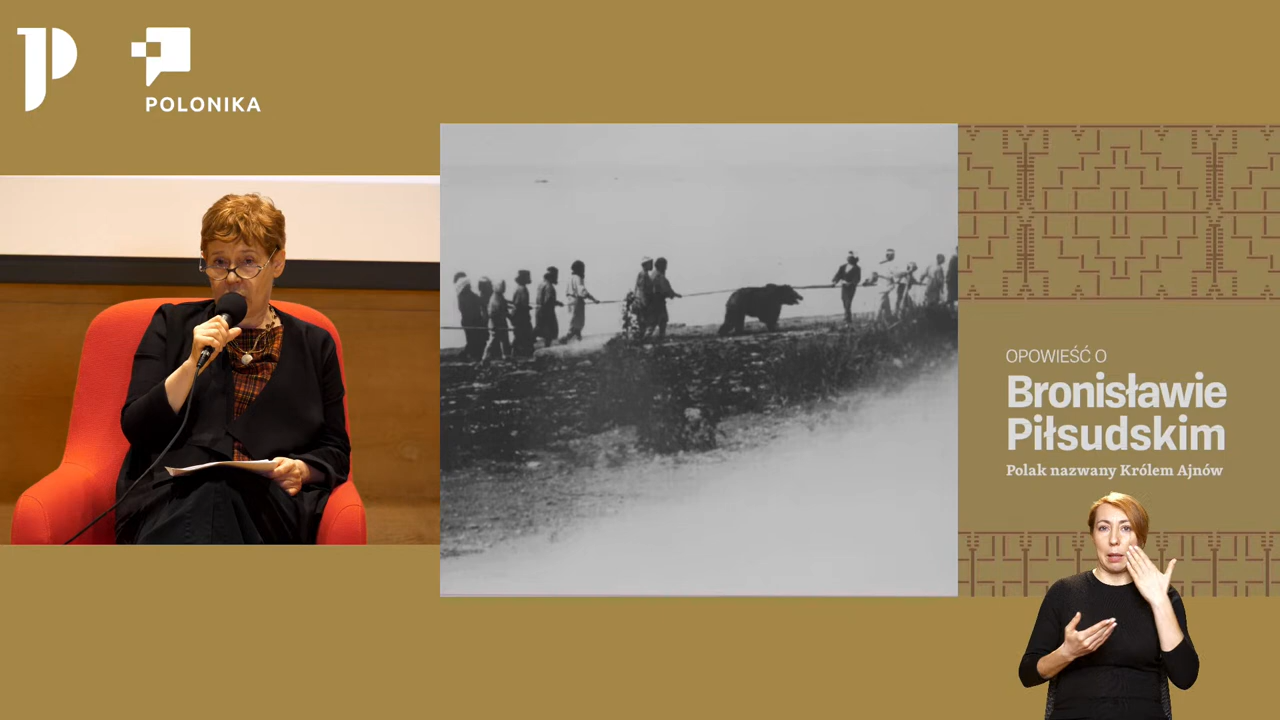 POLONIKA
OPOWIEŚĆ O
Bronisławie
Piłsudskim
Polak nazwany Królem Ajnów